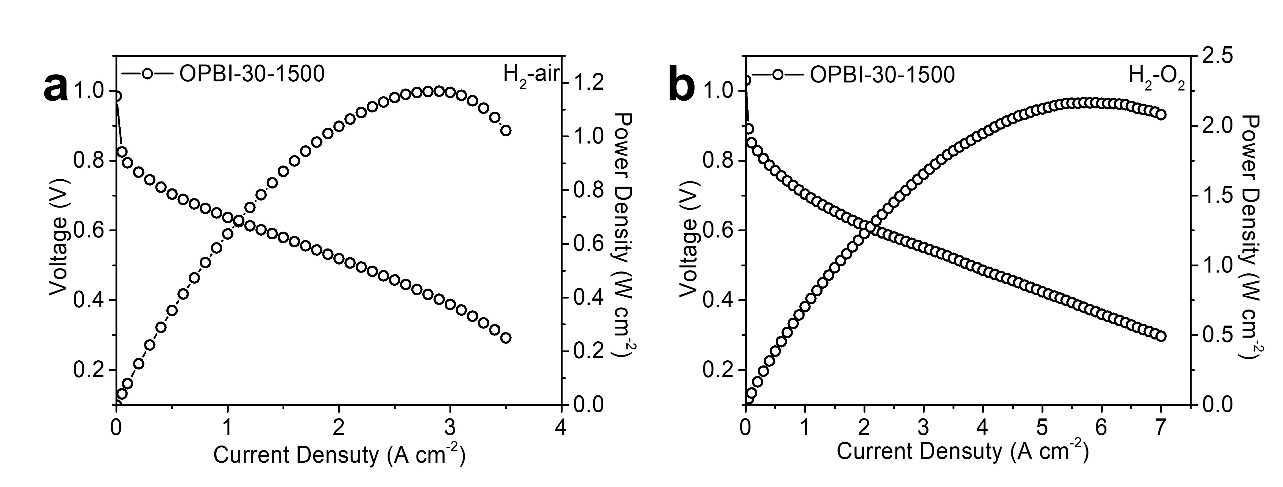 a
OPBI-30-1500
H₂-air
1.0
0.8
0.6
0.4
0.2
Voltage (V)
1.2
1.0
0.8
0.6
0.4
0.2
0.0
Power Density (W cm⁻²)
0 1 2 3 4
Current Densuty (A cm⁻²)
b
OPBI-30-1500
H₂-O₂
1.0
0.8
0.6
0.4
0.2
Voltage (V)
2.5
2.0
1.5
1.0
0.5
0.0
Power Density (W cm⁻²)
0 1 2 3 4 5 6 7
Current Densuty (A cm⁻²)